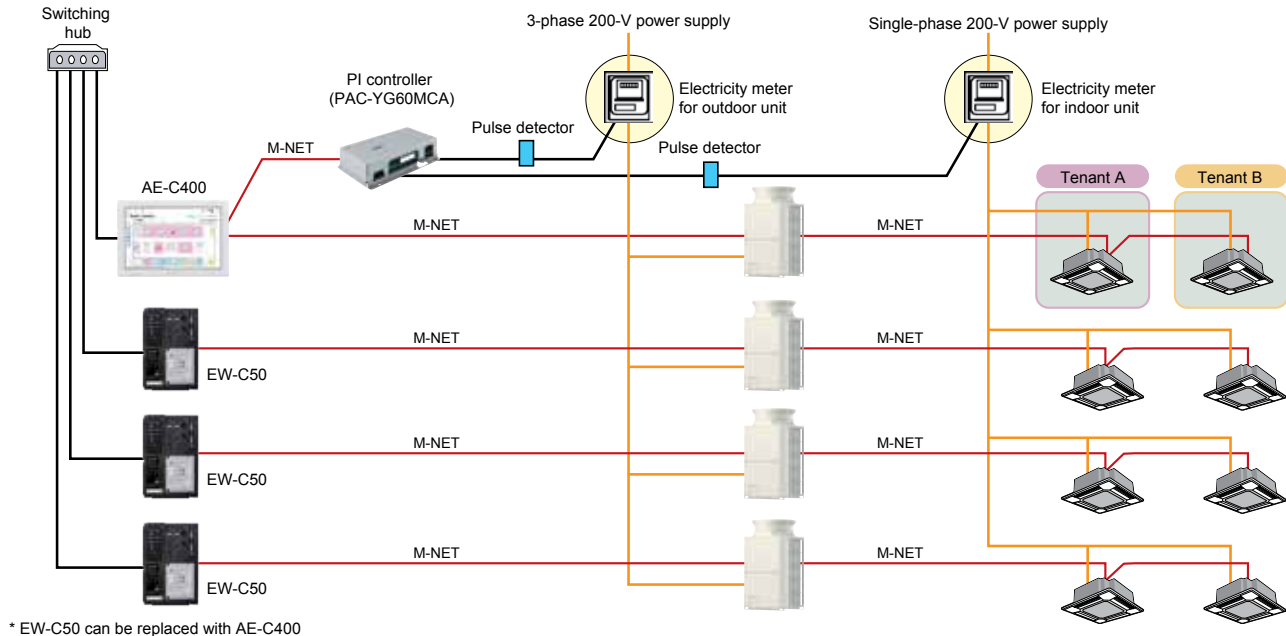 Switching
hub
3-phase 200-V power supply
Single-phase 200-V power supply
PI controller
(PAC-YG60MCA)
Electricity meter
for outdoor unit
Electricity meter
for indoor unit
Pulse detector
Pulse detector
M-NET
AE-C400
Tenant A
Tenant B
M-NET
M-NET
M-NET
M-NET
EW-C50
M-NET
M-NET
EW-C50
M-NET
M-NET
EW-C50
* EW-C50 can be replaced with AE-C400